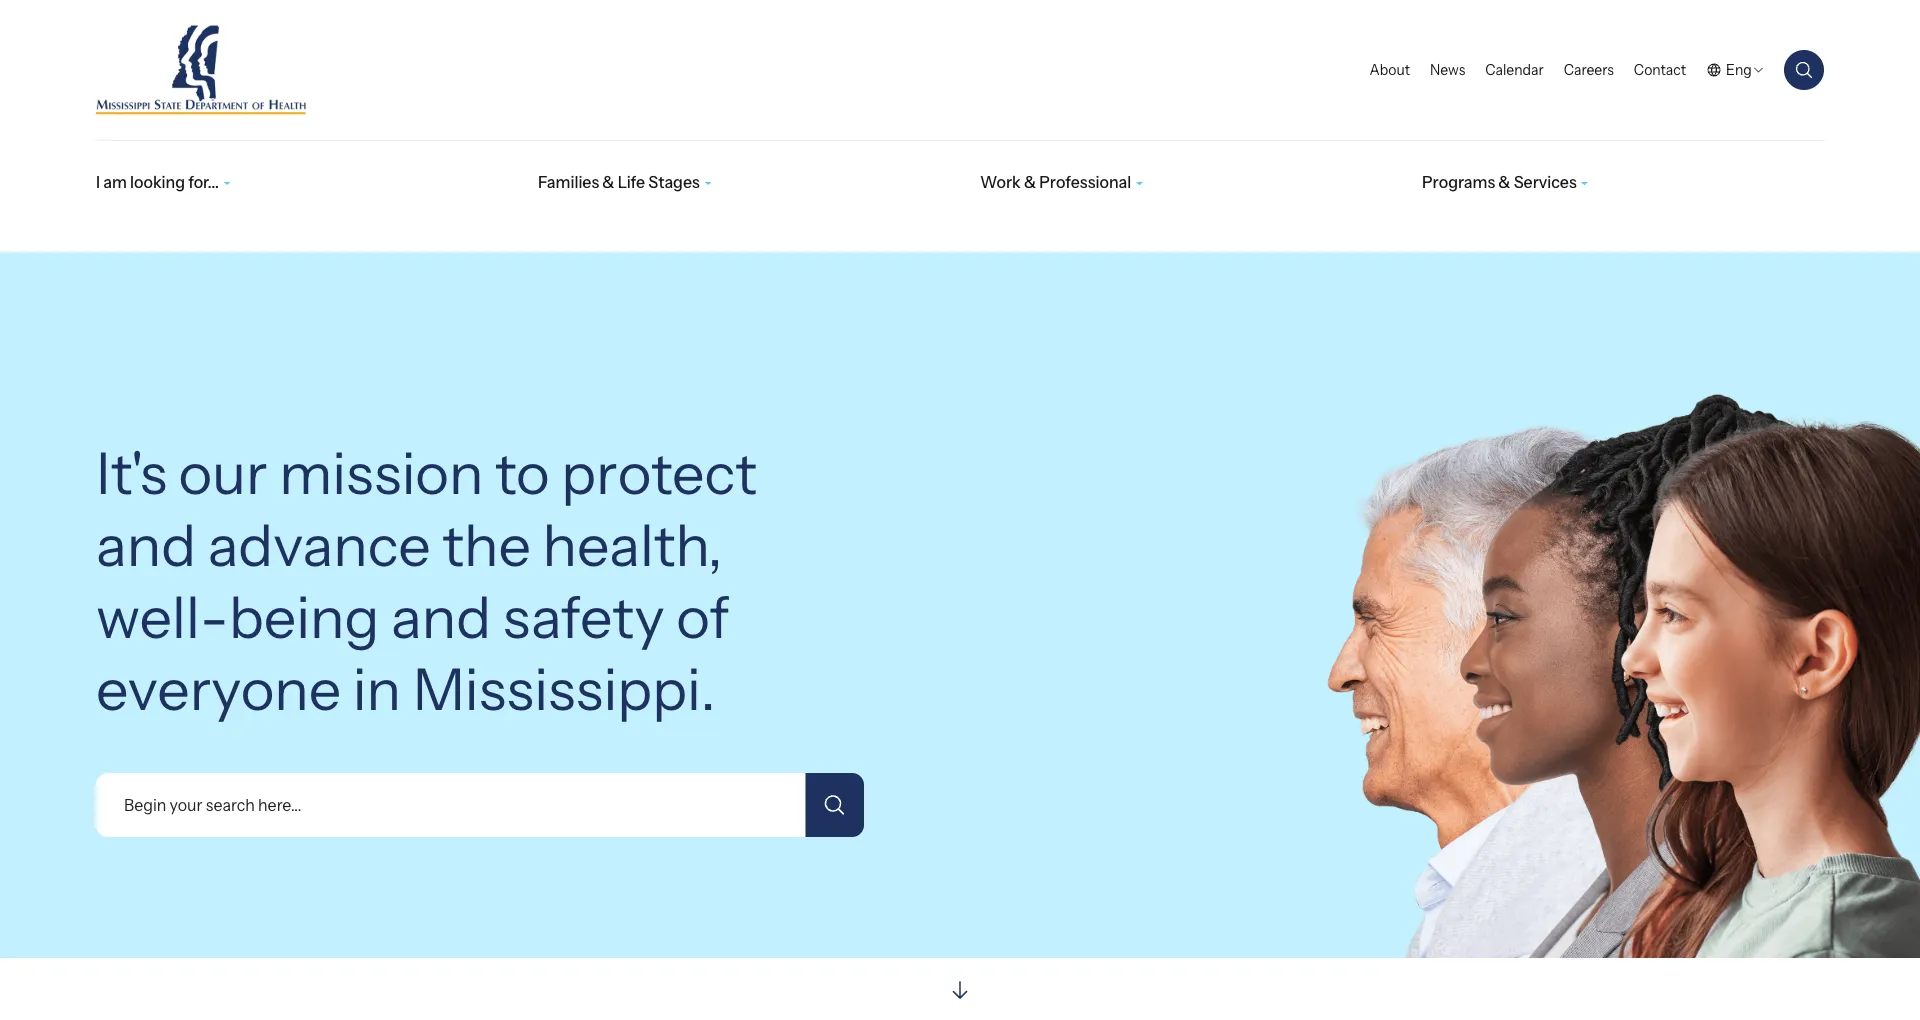 Mississippi State Department of Health
About News Calendar Careers Contact Eng
I am looking for... Families & Life Stages Work & Professional Programs & Services
It's our mission to protect
and advance the health,
well-being and safety of
everyone in Mississippi.
Begin your search here...